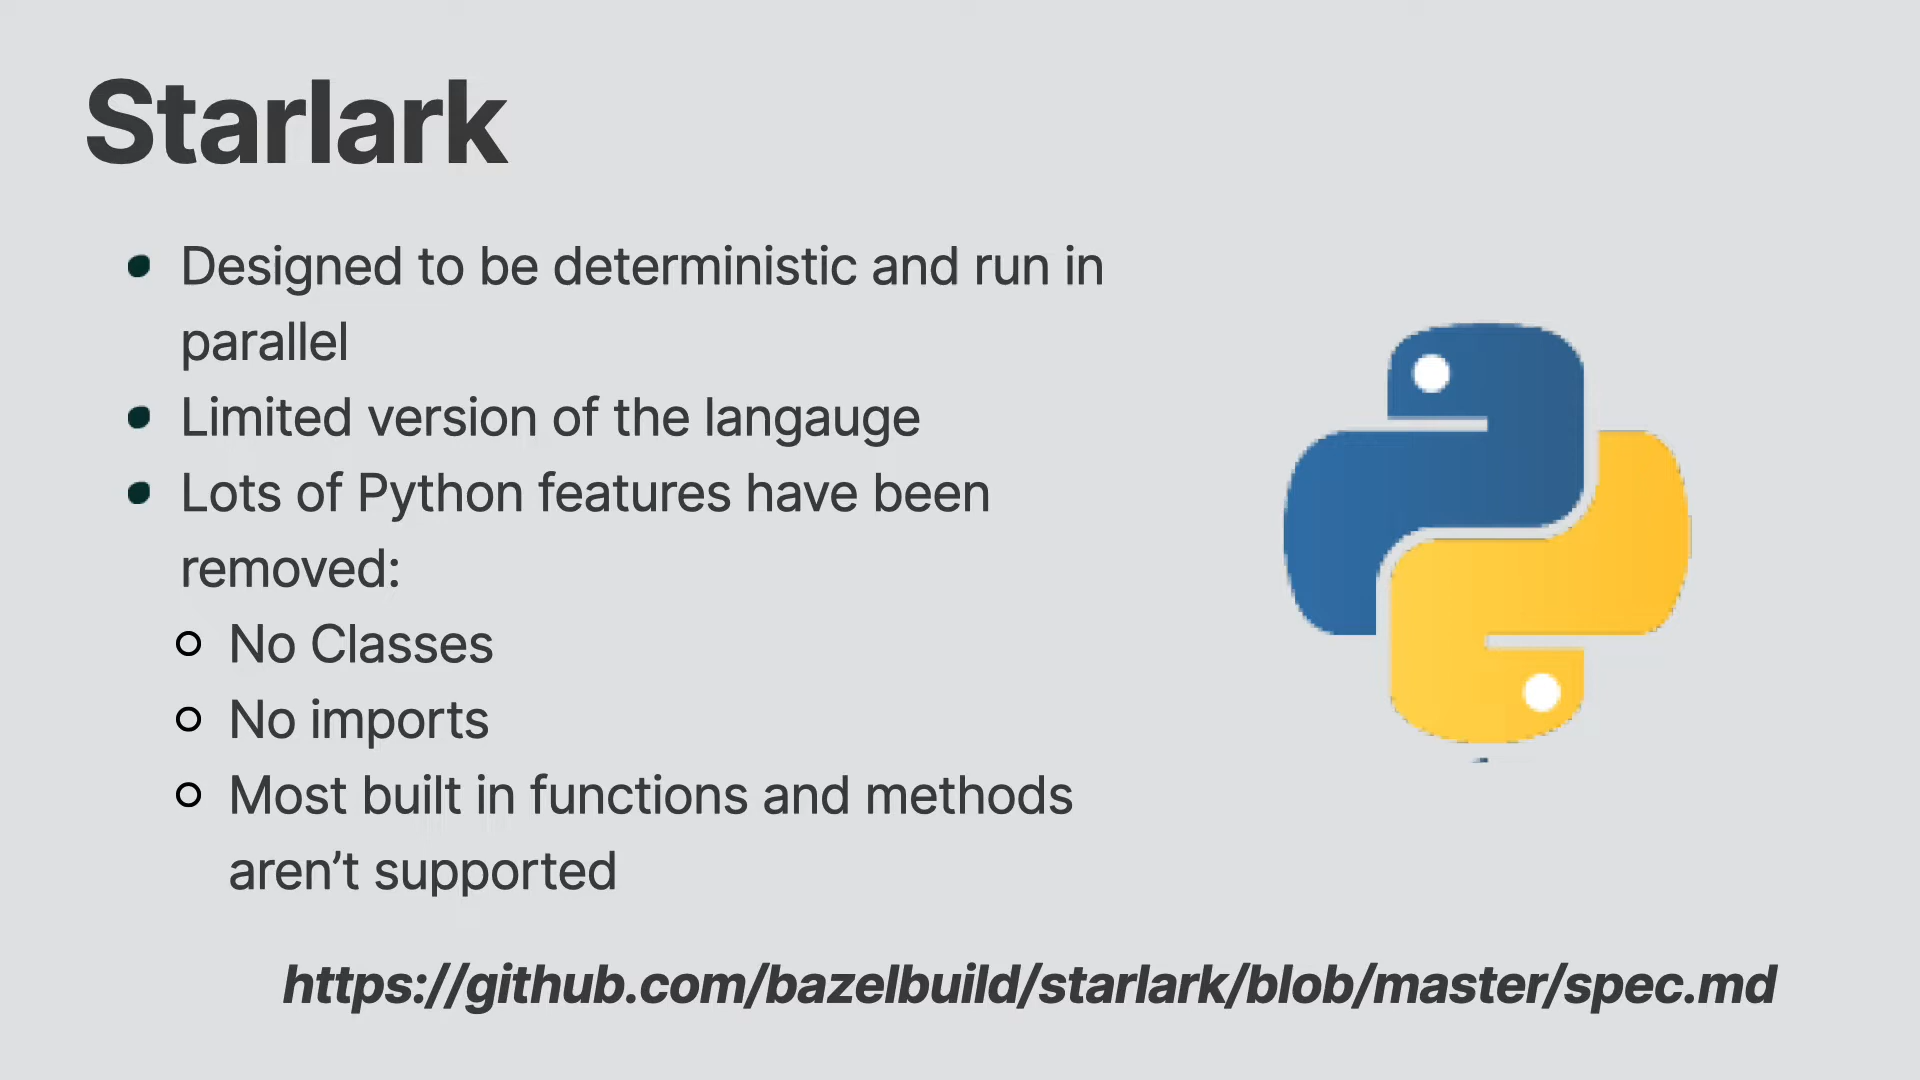 Starlark
Designed to be deterministic and run in
parallel
Limited version of the langauge
Lots of Python features have been
removed:
No Classes
No imports
Most built in functions and methods
aren’t supported
https://github.com/bazelbuild/starlark/blob/master/spec.md